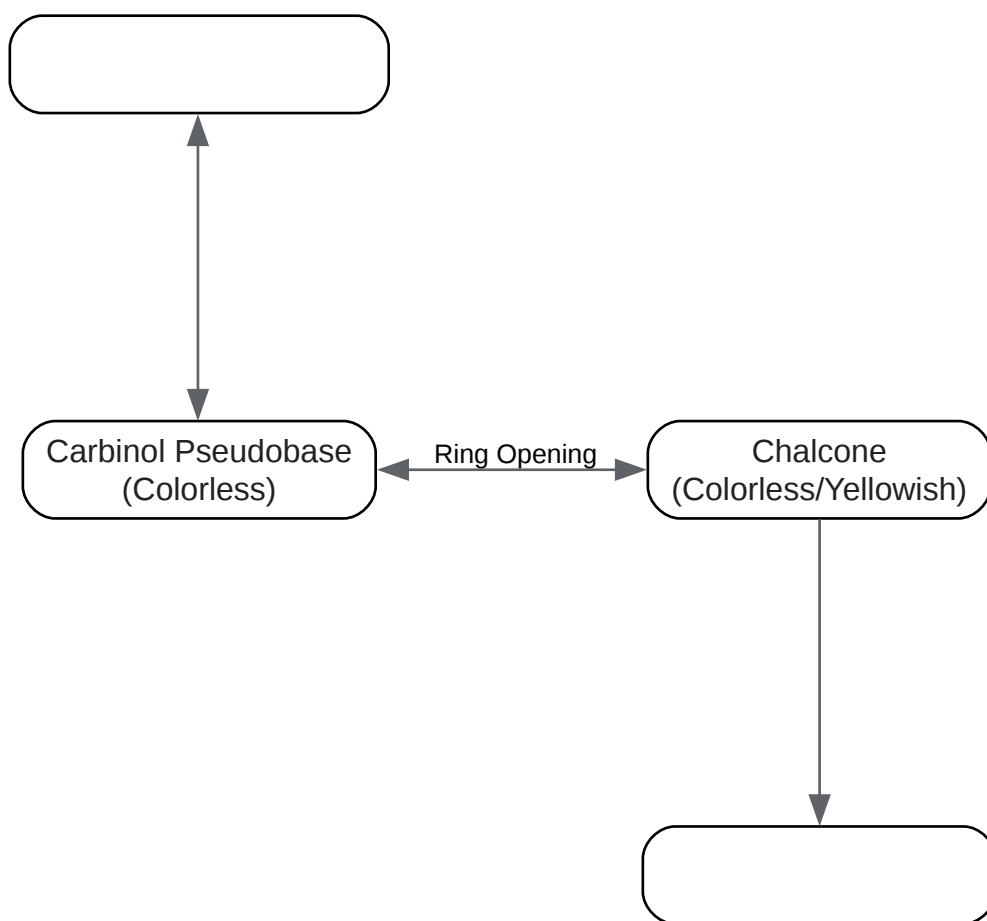 Carbinol Pseudobase
(Colorless)
Ring Opening
Chalcone
(Colorless/Yellowish)